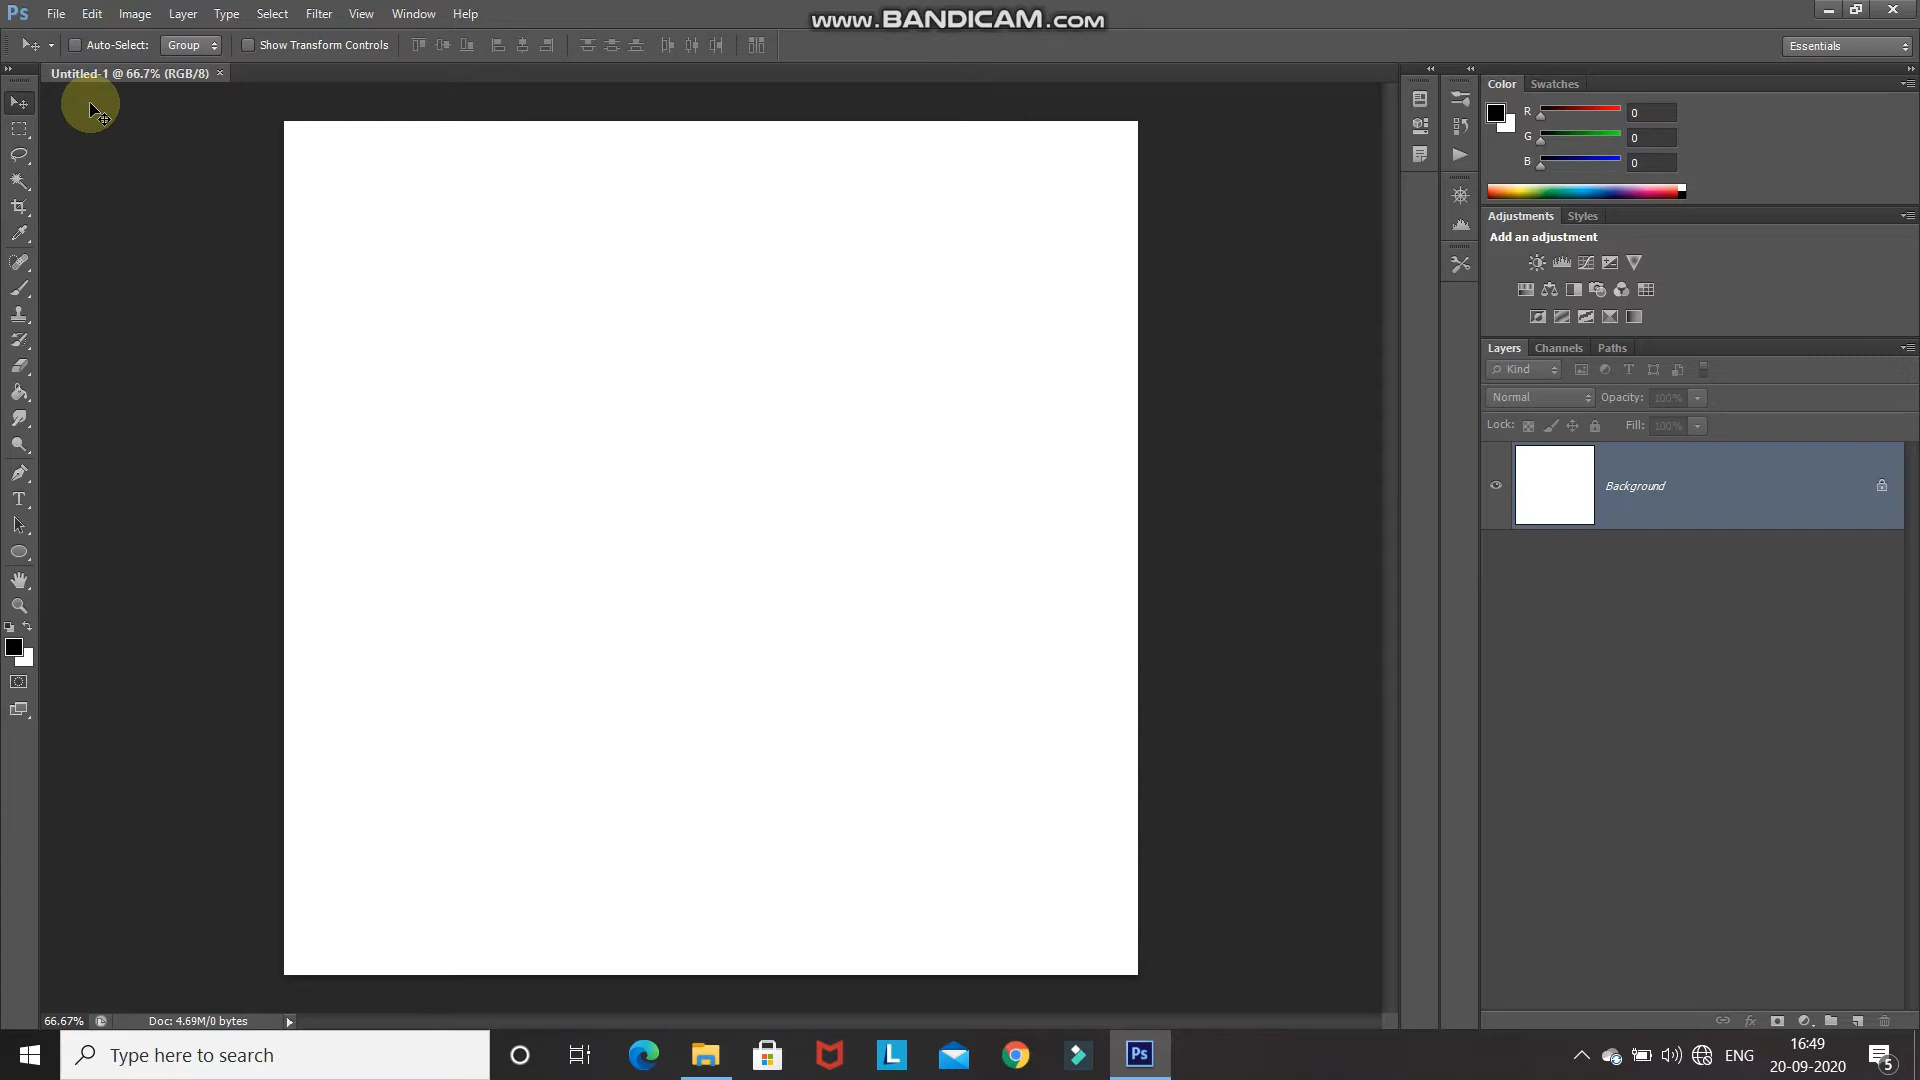 Ps File Edit Image Layer Type Select Filter View Window Help
www.BANDICAM.com
Auto-Select: Group Show Transform Controls
Essentials
Untitled-1 @ 66.7% (RGB/8) ×
Color Swatches
R 0
G 0
B 0
Adjustments Styles
Add an adjustment
Layers Channels Paths
Kind
Normal Opacity: 100%
Lock: Fill: 100%
Background
66.67% Doc: 4.69M/0 bytes
Type here to search
L
Ps
ENG
16:49
20-09-2020
5